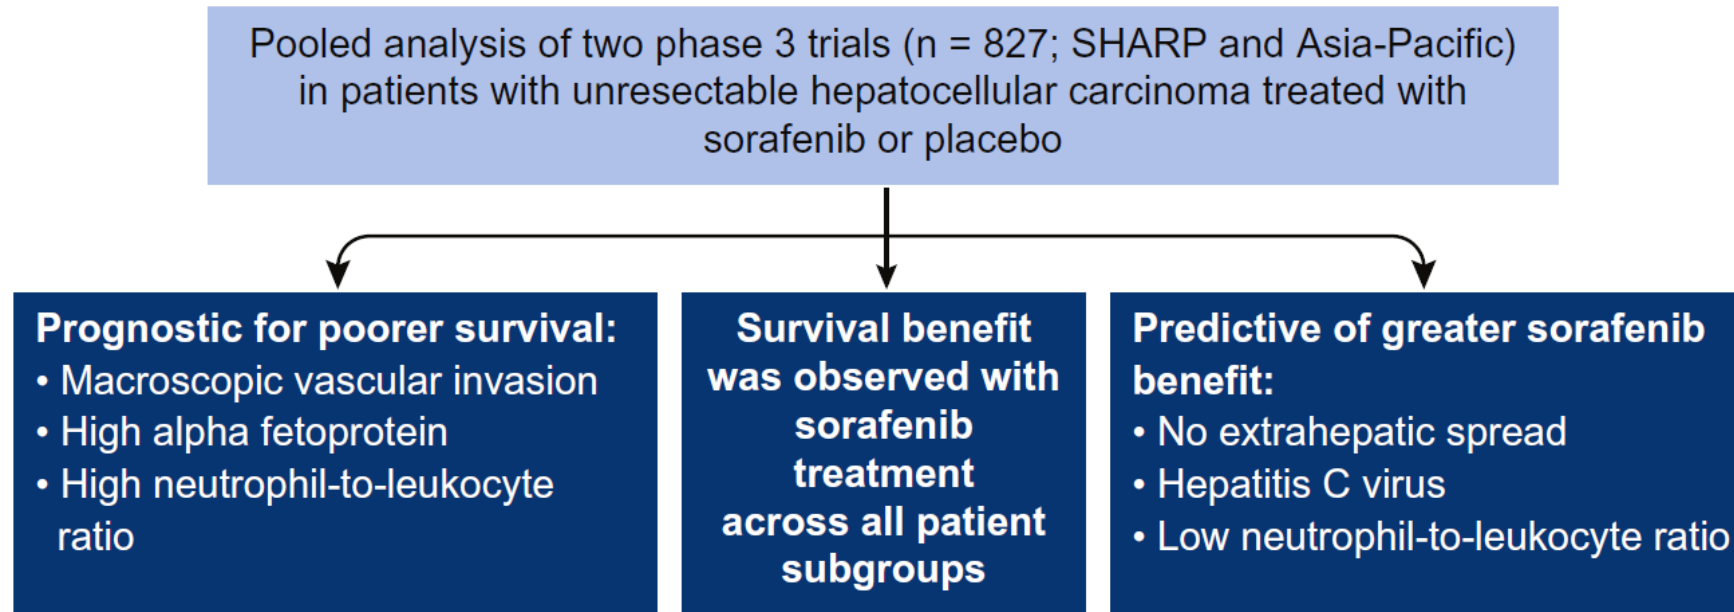 Pooled analysis of two phase 3 trials (n = 827; SHARP and Asia-Pacific)
in patients with unresectable hepatocellular carcinoma treated with
sorafenib or placebo
Prognostic for poorer survival:
• Macroscopic vascular invasion
• High alpha fetoprotein
• High neutrophil-to-leukocyte
ratio
Survival benefit
was observed with
sorafenib
treatment
across all patient
subgroups
Predictive of greater sorafenib
benefit:
• No extrahepatic spread
• Hepatitis C virus
• Low neutrophil-to-leukocyte ratio